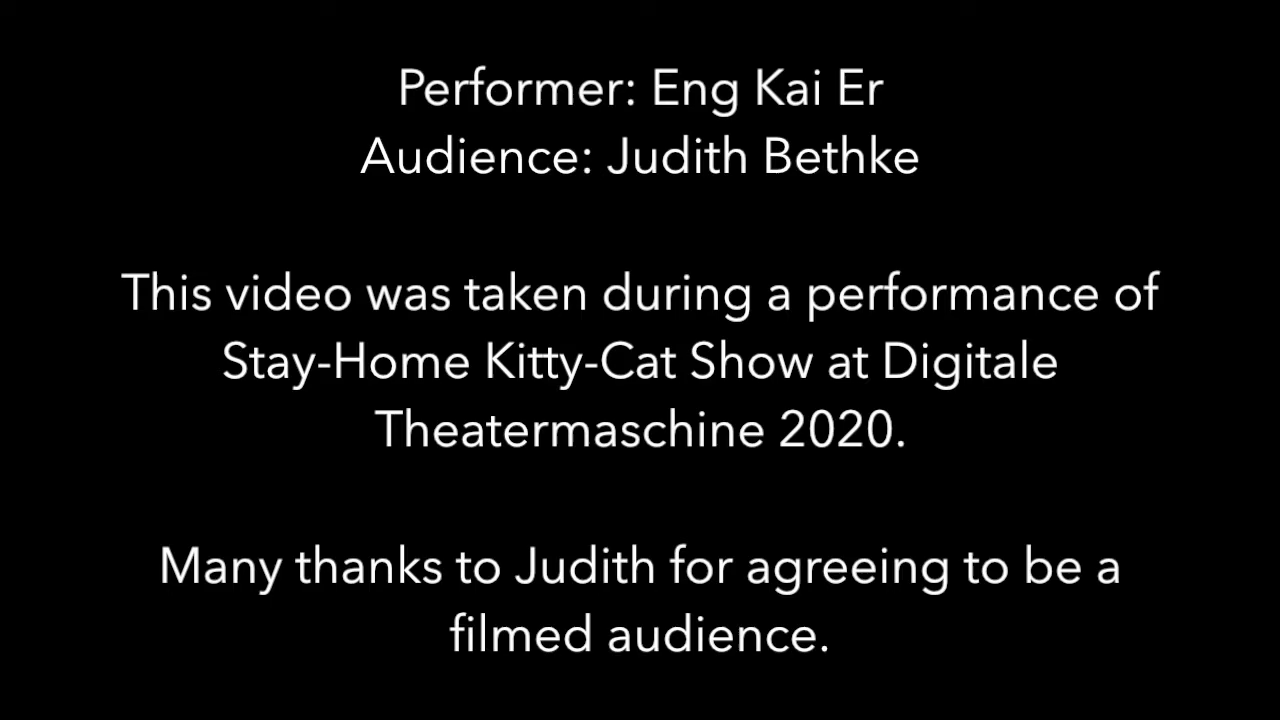 Performer: Eng Kai Er
Audience: Judith Bethke
This video was taken during a performance of
Stay-Home Kitty-Cat Show at Digitale
Theatermaschine 2020.
Many thanks to Judith for agreeing to be a
filmed audience.